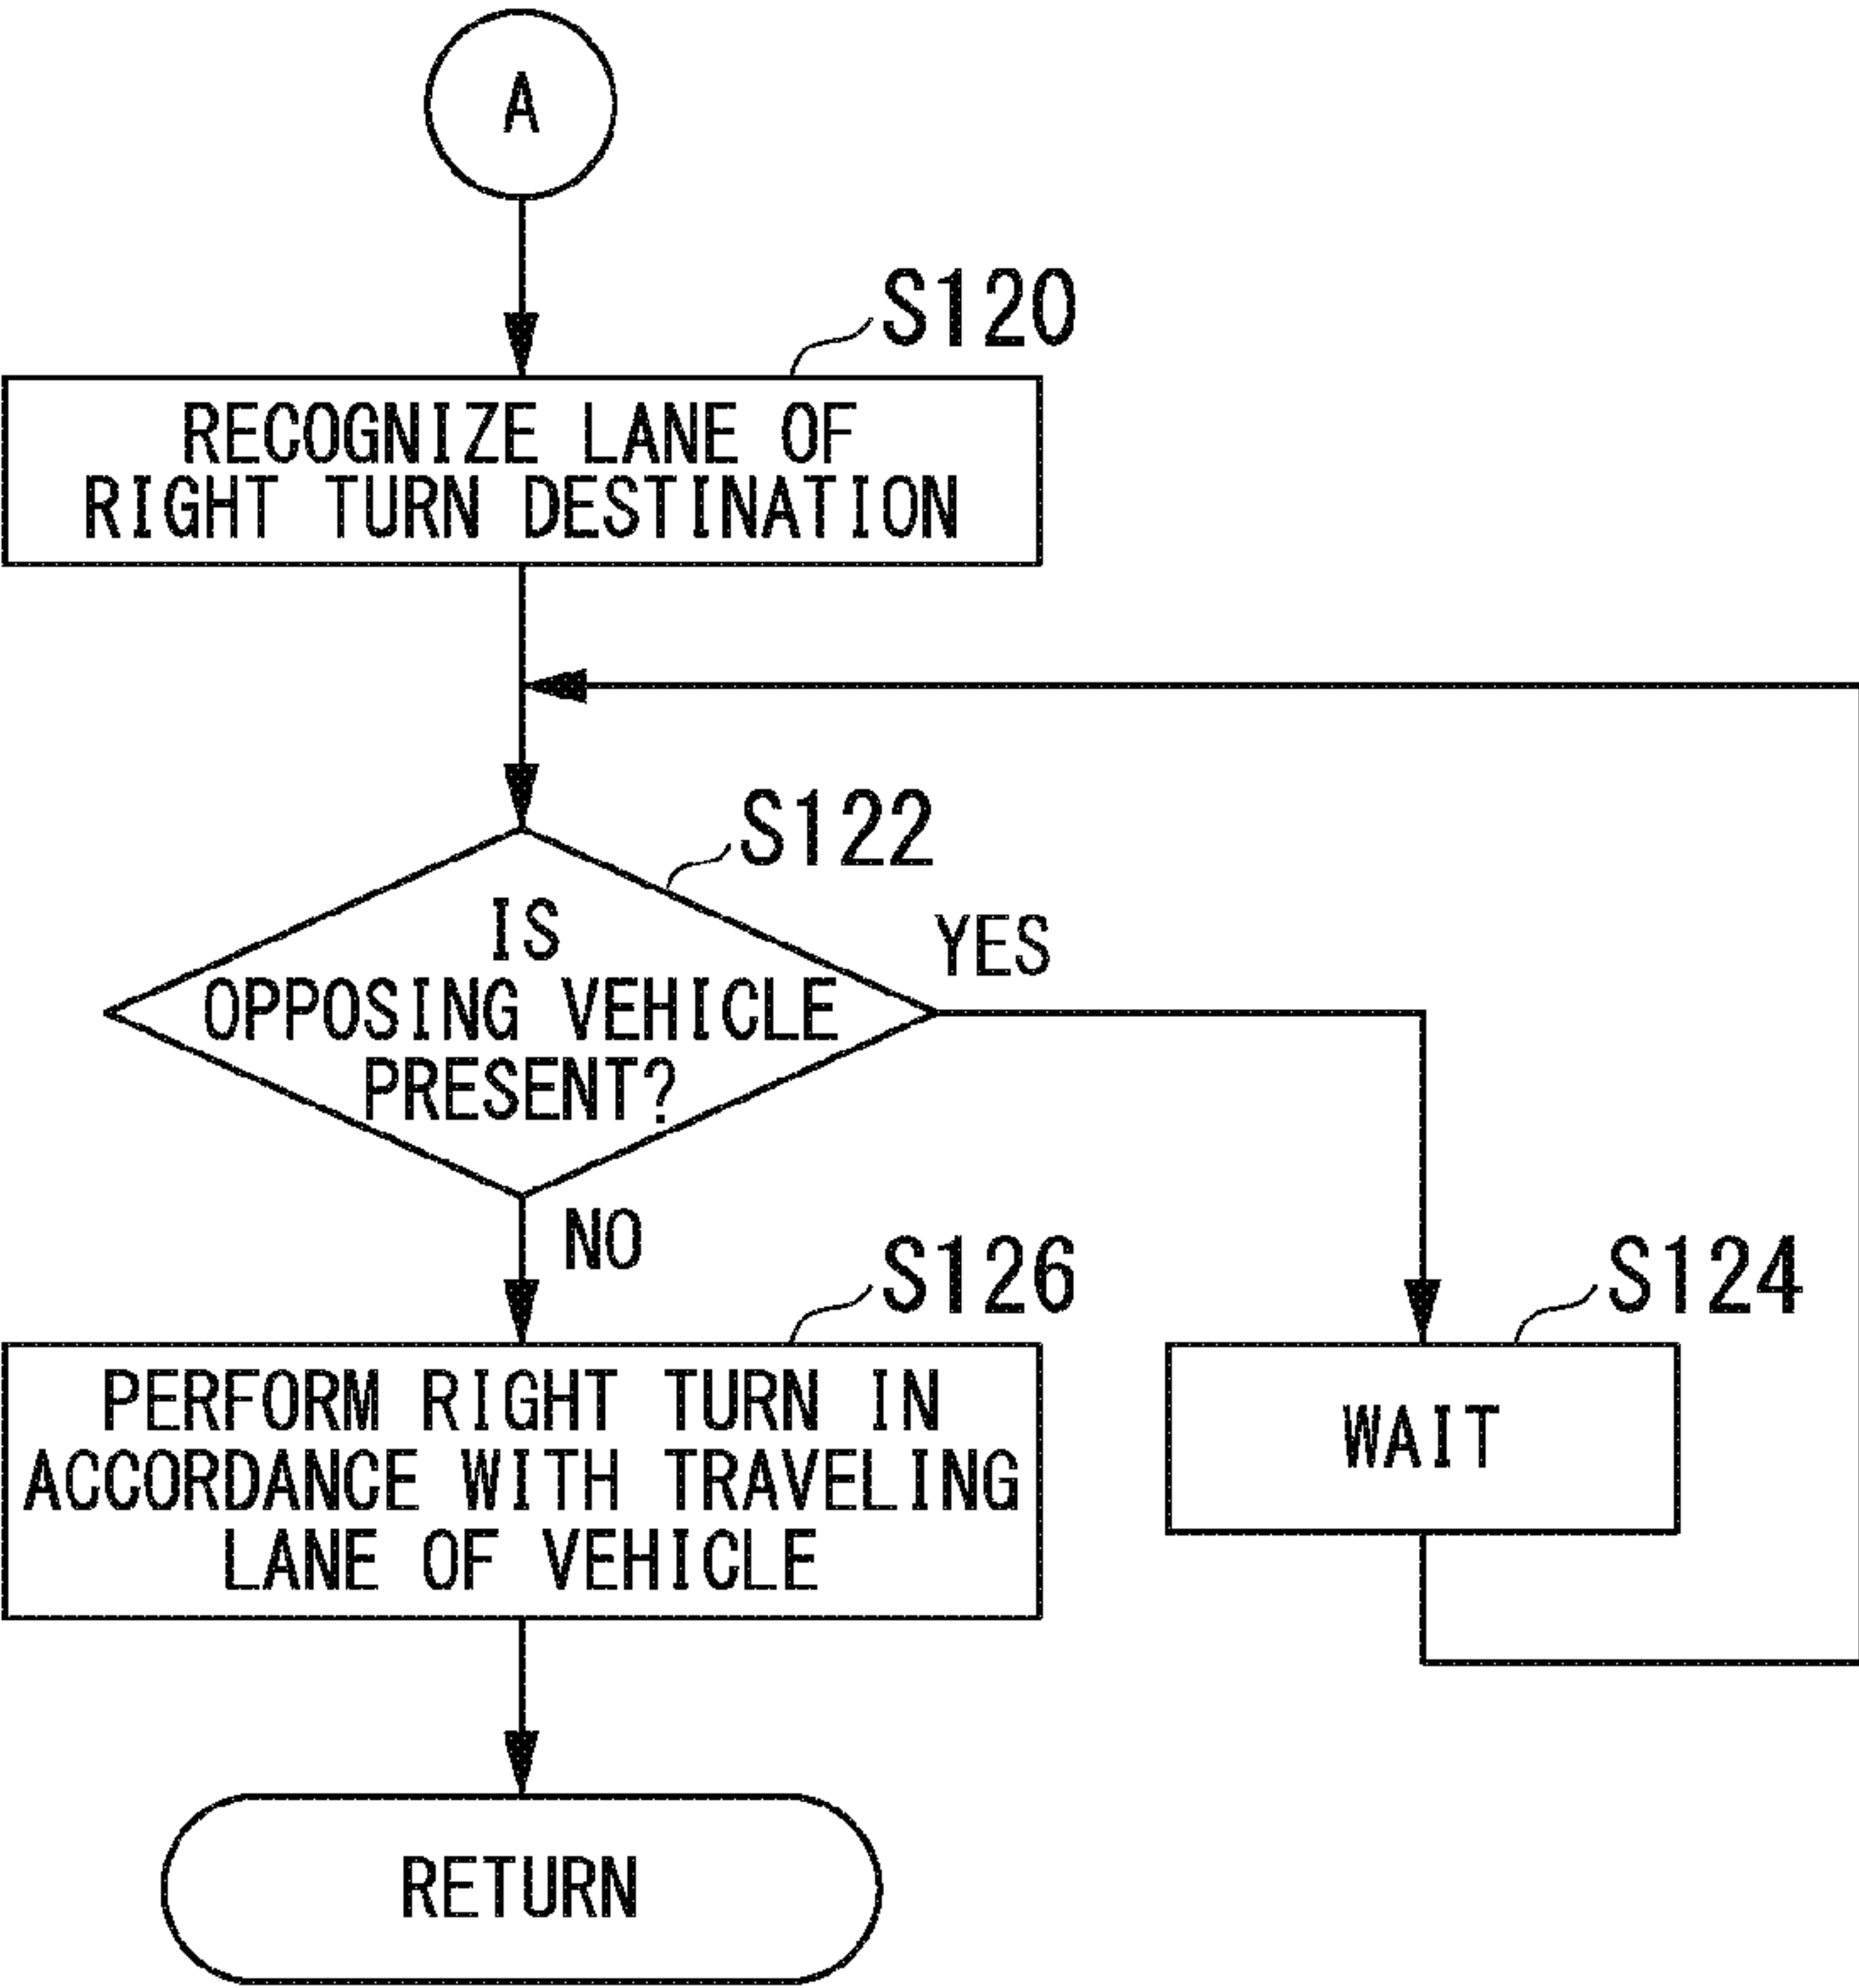 A
S120
RECOGNIZE LANE OF
RIGHT TURN DESTINATION
S122
IS
OPPOSING VEHICLE
PRESENT?
YES
NO
S126
PERFORM RIGHT TURN IN
ACCORDANCE WITH TRAVELING
LANE OF VEHICLE
S124
WAIT
RETURN